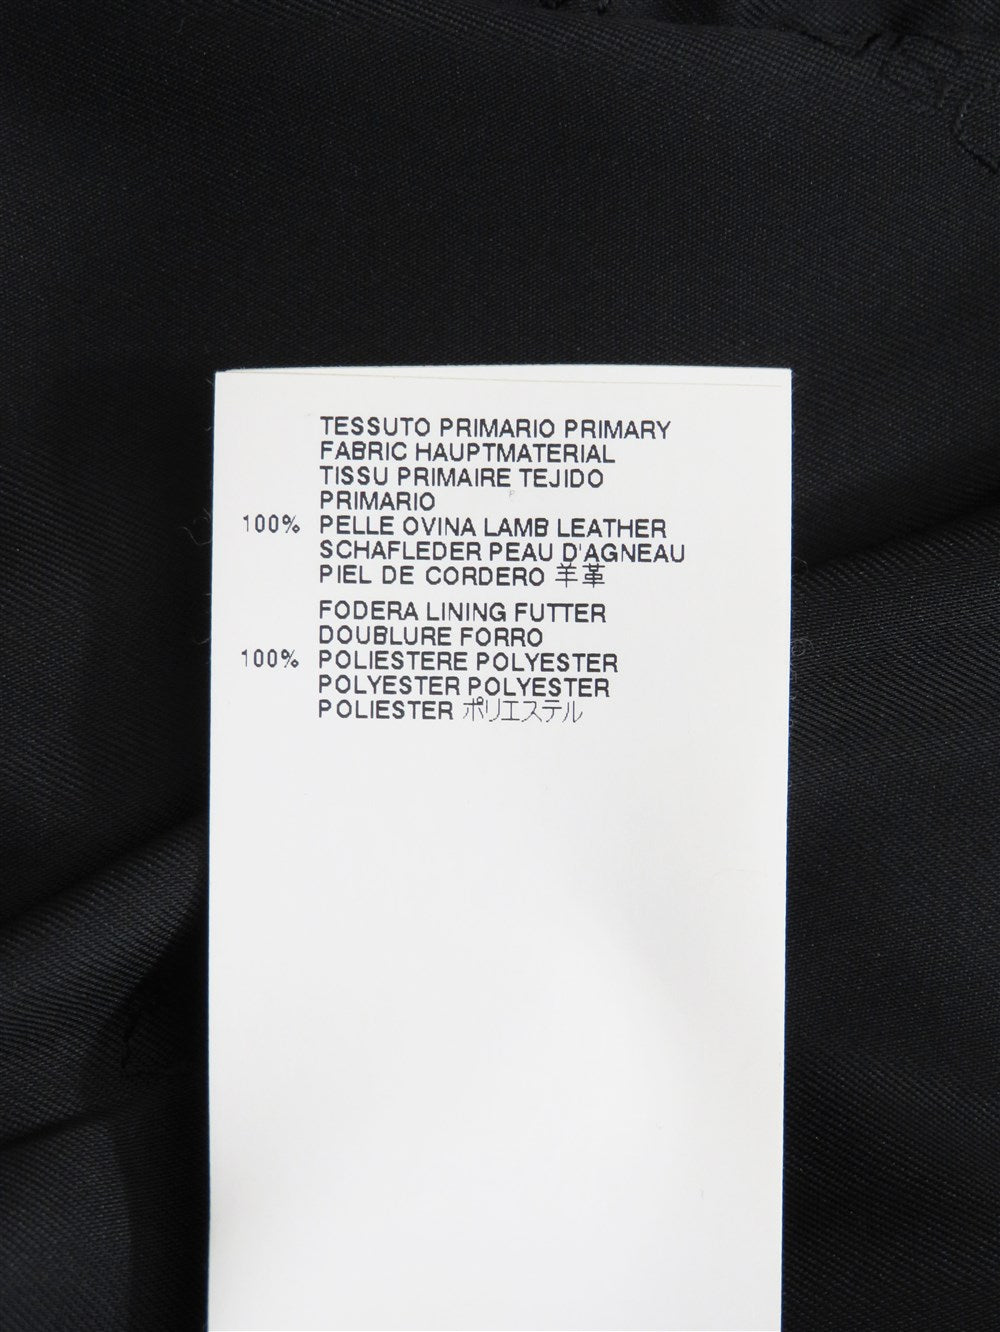 TESSUTO PRIMARIO PRIMARY
FABRIC HAUPTMATERIAL
TISSU PRIMAIRE TEJIDO
PRIMARIO
100% PELLE OVINA LAMB LEATHER
SCHAFLEDER PEAU D'AGNEAU
PIEL DE CORDERO 羊革
FODERA LINING FUTTER
DOUBLURE FORRO
100% POLIESTERE POLYESTER
POLYESTER POLYESTER
POLIESTER ポリエステル